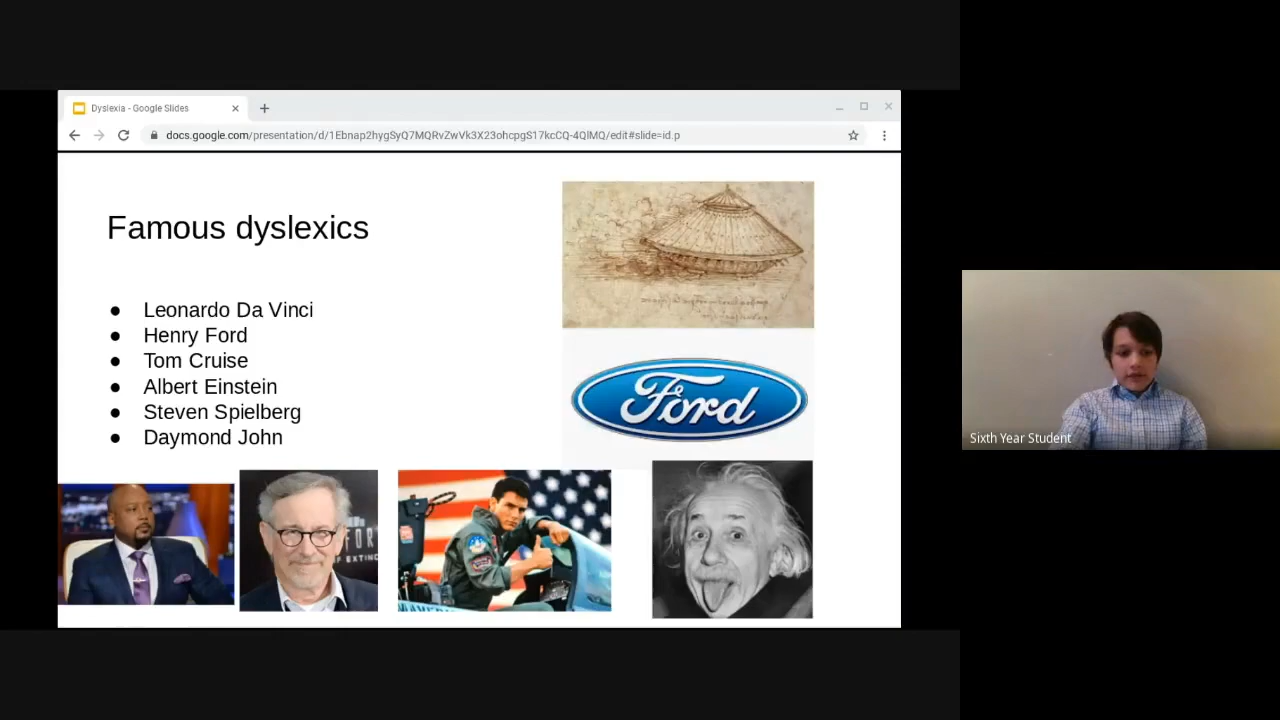 Dyslexia - Google Slides
docs.google.com/presentation/d/1Ebnap2hygSyQ7MQRvZwVk3X23ohcpgS17kcCQ-4QlMQ/edit#slide=id.p
Famous dyslexics
● Leonardo Da Vinci
● Henry Ford
● Tom Cruise
● Albert Einstein
● Steven Spielberg
● Daymond John
Ford
Sixth Year Student